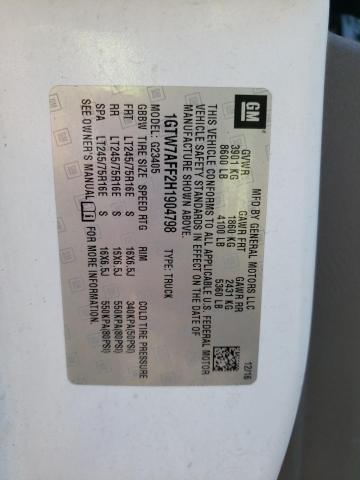 GM
MFD BY GENERAL MOTORS LLC 12/16
GVWR GAWR FRT GAWR RR
3901 KG 1860 KG 2431 KG
8600 LB 4100 LB 5360 LB
THIS VEHICLE CONFORMS TO ALL APPLICABLE U.S. FEDERAL MOTOR
VEHICLE SAFETY STANDARDS IN EFFECT ON THE DATE OF
MANUFACTURE SHOWN ABOVE.
1GTW7AFF2H1904798 TYPE: TRUCK
MODEL: G23405
GBBW TIRE SIZE SPEED RTG RIM COLD TIRE PRESSURE
FRT LT245/75R16E S 16X6.5J 340KPA(50PSI)
RR LT245/75R16E S 16X6.5J 550KPA(80PSI)
SPA LT245/75R16E S 16X6.5J 550KPA(80PSI)
SEE OWNER'S MANUAL FOR MORE INFORMATION.